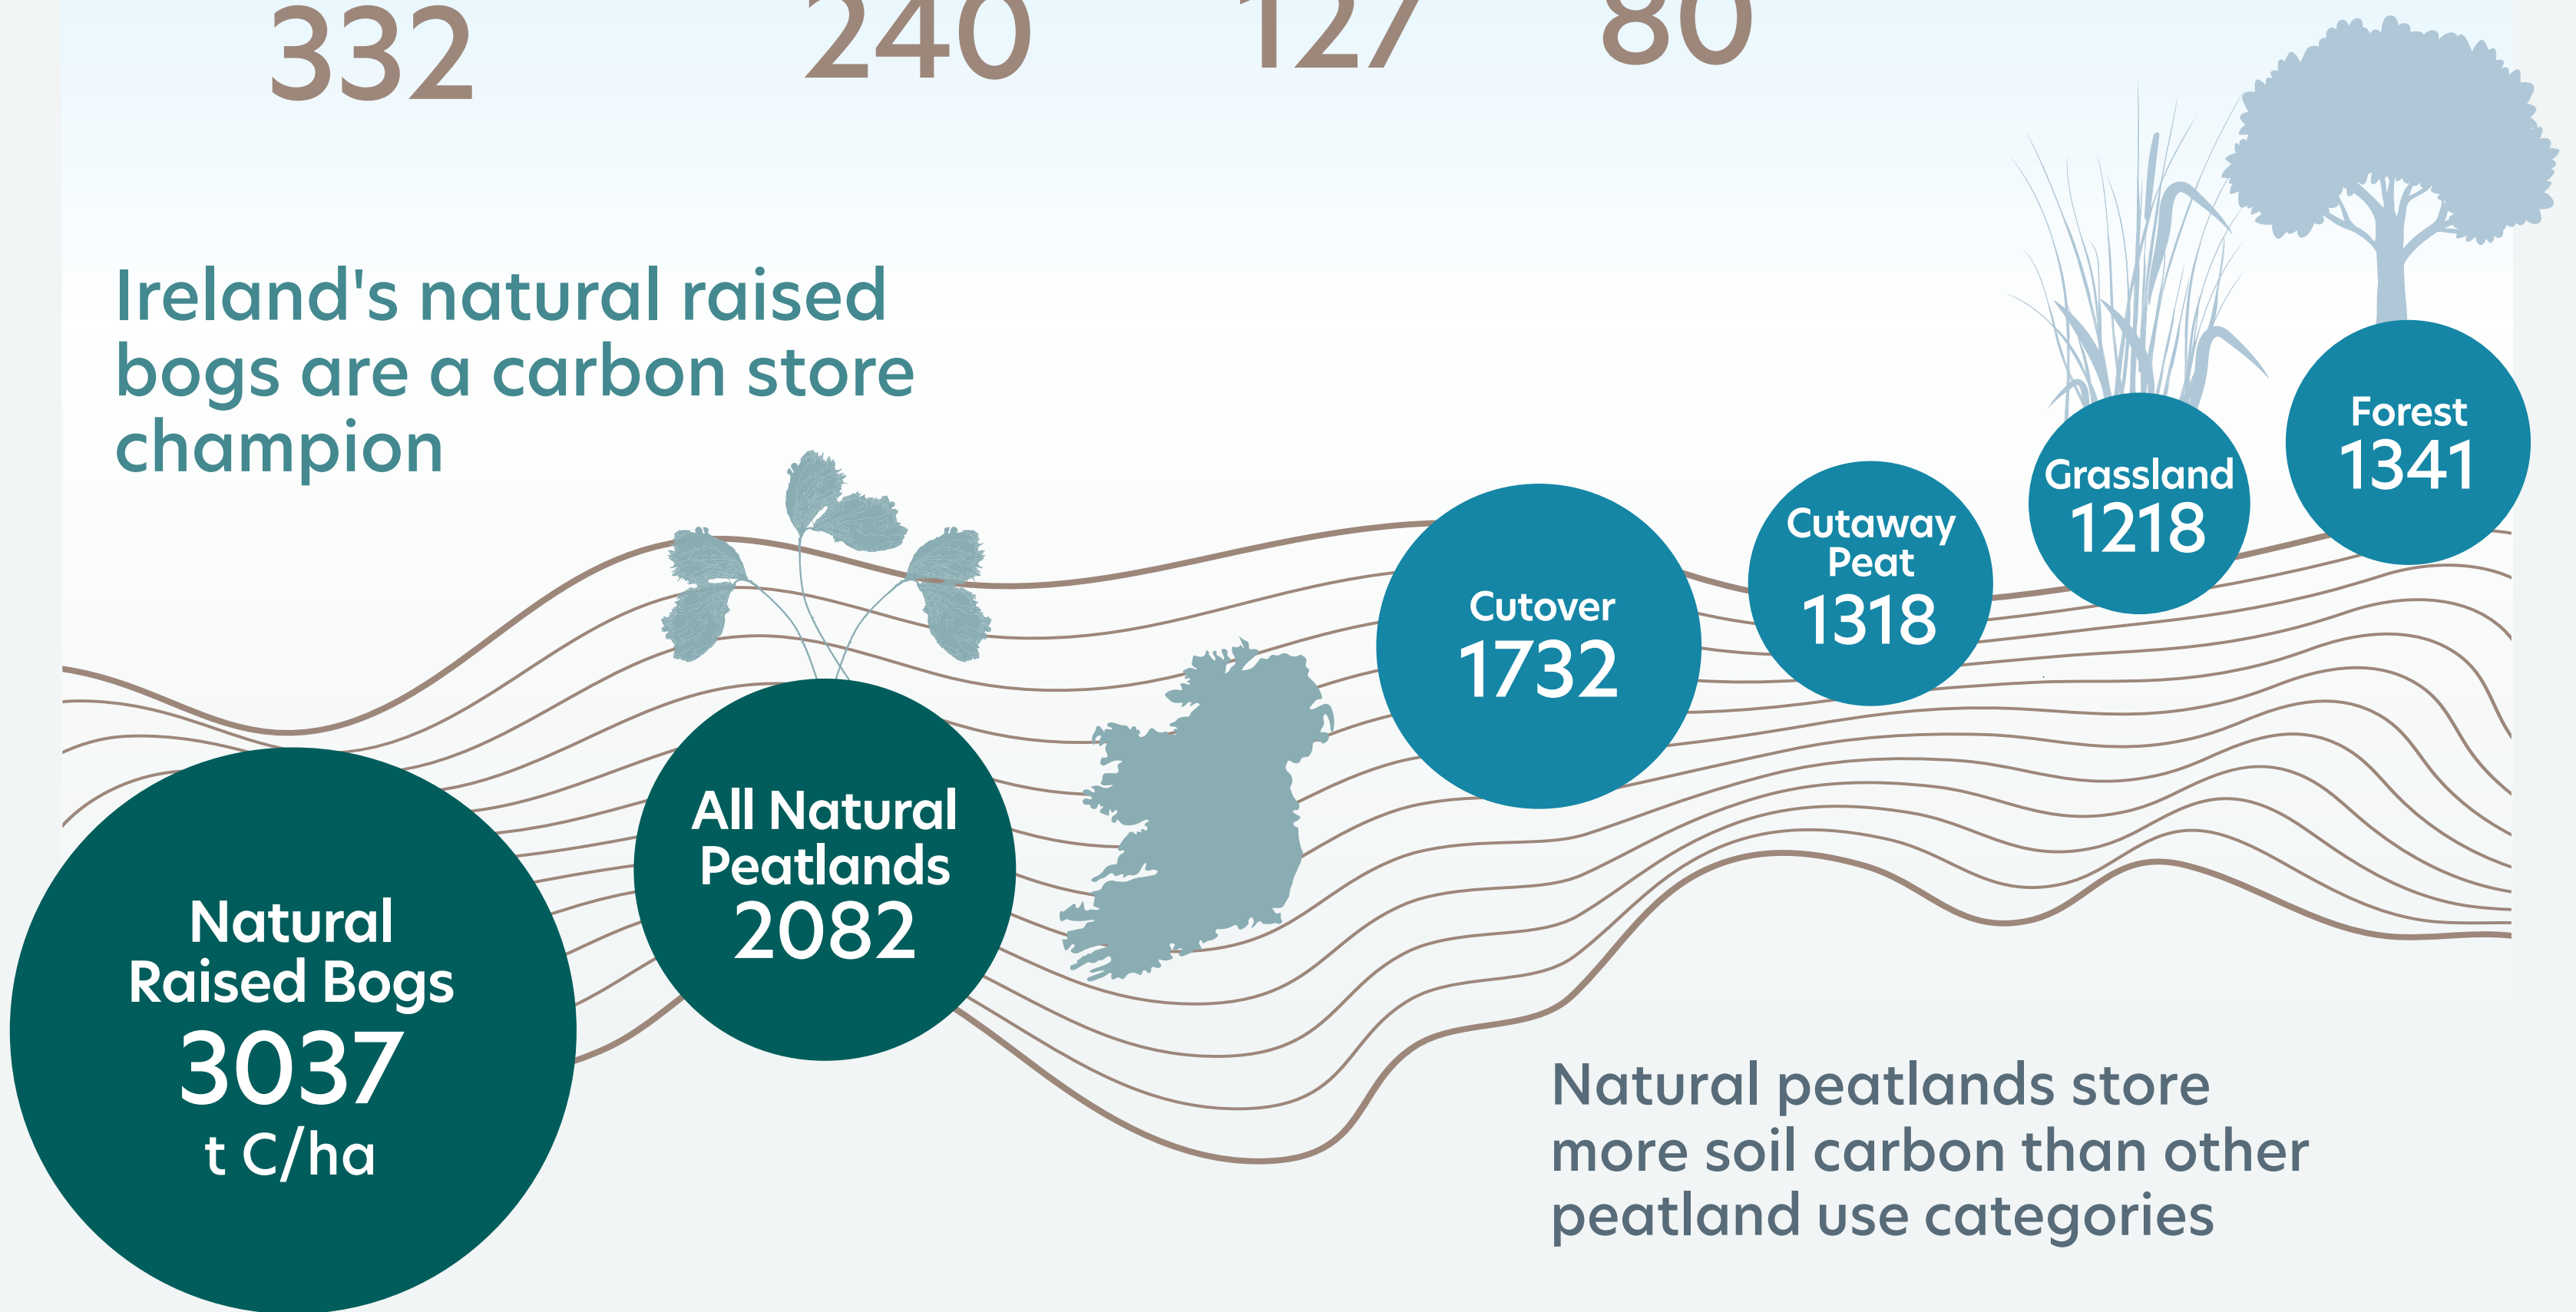 332
240
127
80
Ireland's natural raised
bogs are a carbon store
champion
Forest
1341
Grassland
1218
Cutaway
Peat
1318
Cutover
1732
All Natural
Peatlands
2082
Natural
Raised Bogs
3037
t C/ha
Natural peatlands store
more soil carbon than other
peatland use categories